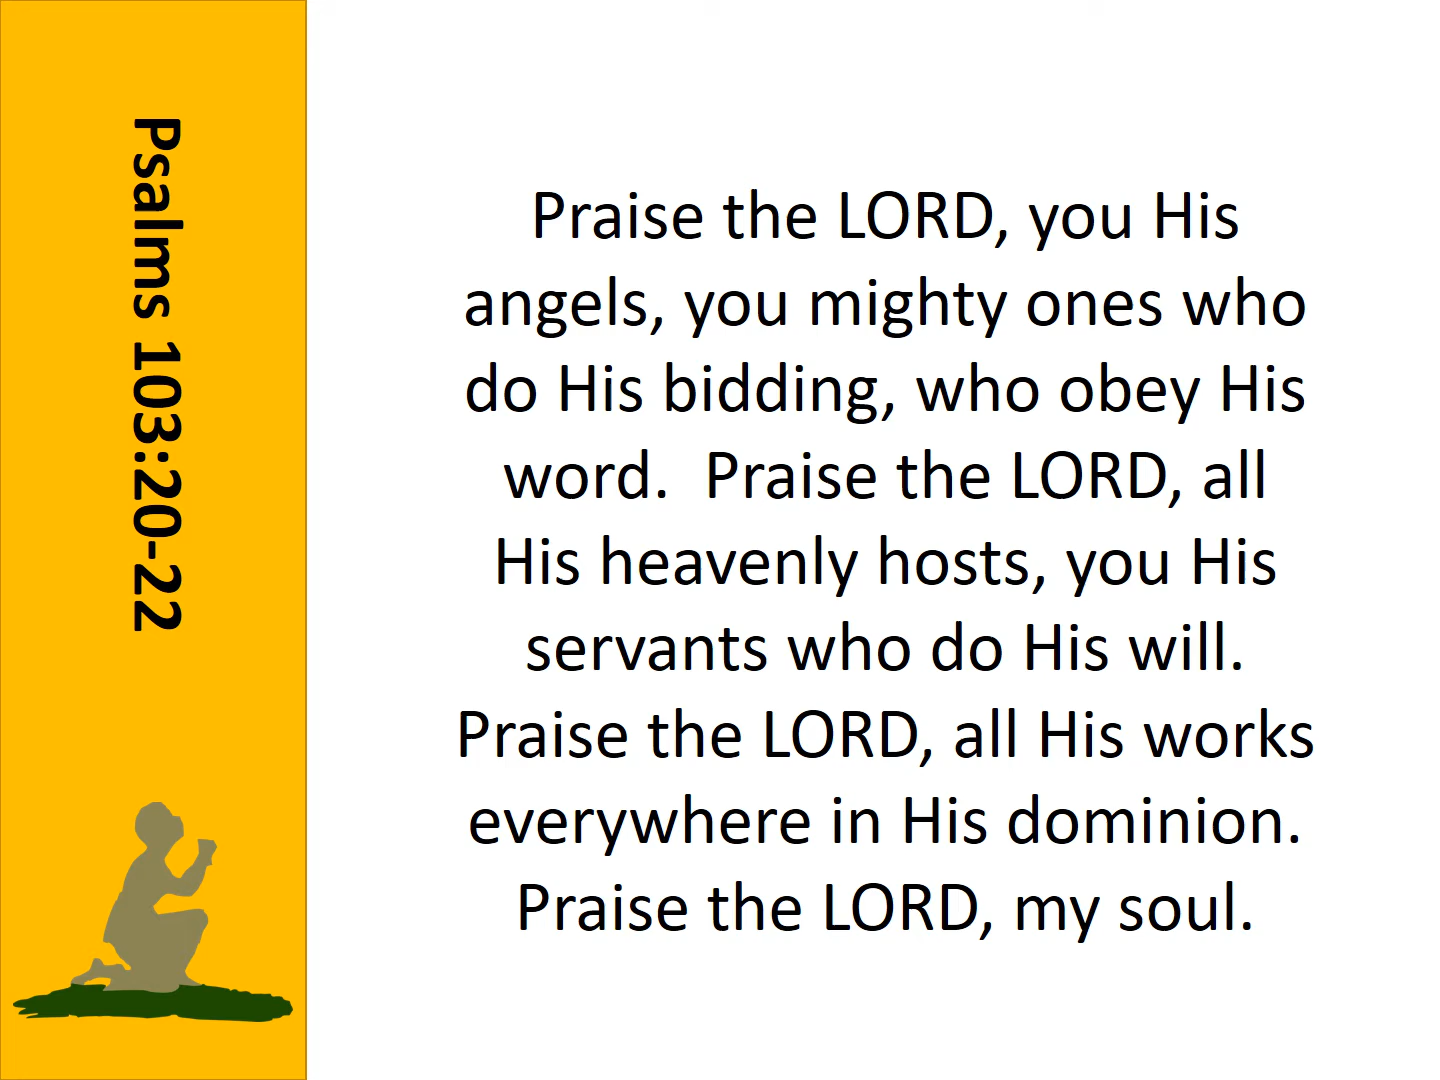 Psalms 103:20-22
Praise the LORD, you His
angels, you mighty ones who
do His bidding, who obey His
word.  Praise the LORD, all
His heavenly hosts, you His
servants who do His will.
Praise the LORD, all His works
everywhere in His dominion.
Praise the LORD, my soul.